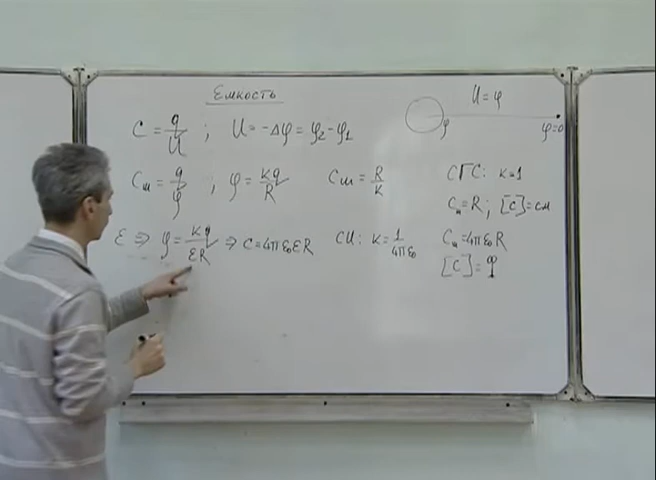 Емкость
U = φ
φ
φ=0
C = q/U ; U = -Δφ = φ₂ - φ₁
Cш = q/φ ; φ = kq/R Cш = R/k
СГС: k=1
Cш = R ; [C] = см
ε ⇒ φ = kq/εR ⇒ C = 4πε₀εR
СИ: k = 1/4πε₀
Cш = 4πε₀R
[C] = Ф